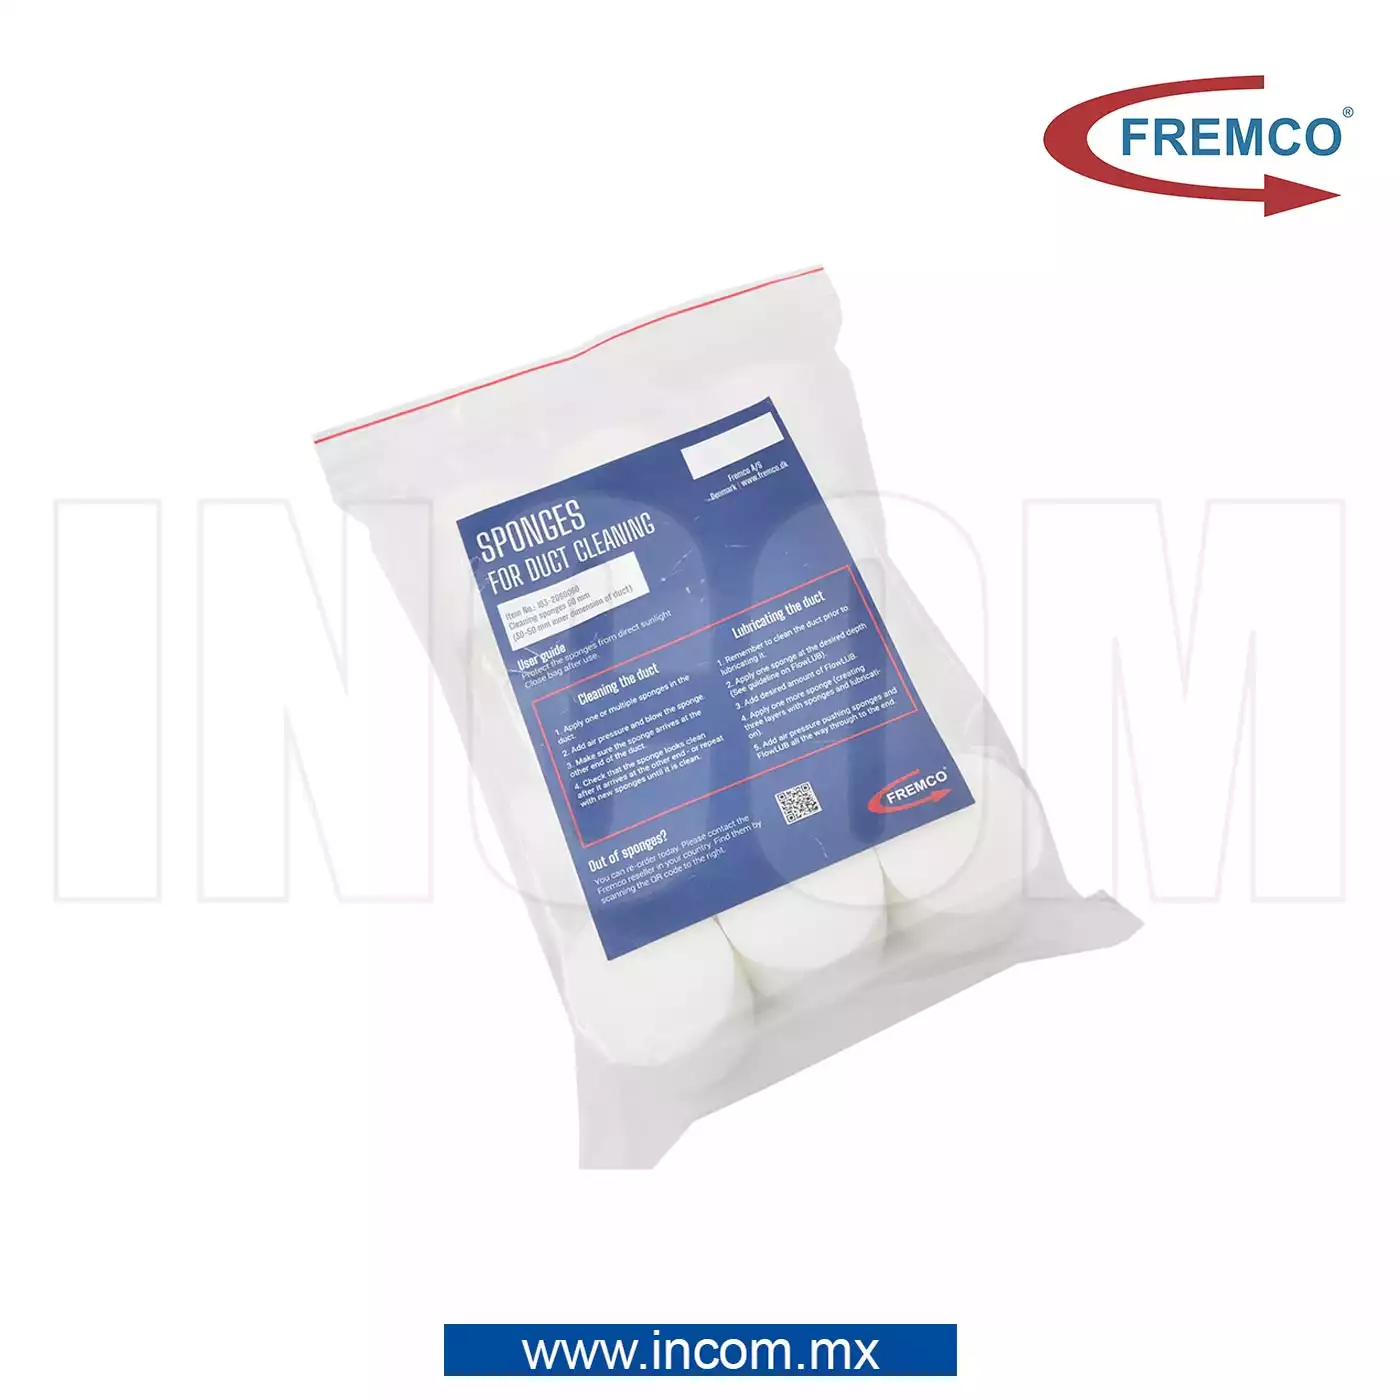 FREMCO®
INCOM
Fremco A/S
Denmark | www.fremco.dk
SPONGES
FOR DUCT CLEANING
Cleaning sponges 60 mm
(30-50 mm inner dimension of duct)
User guide
Protect the sponges from direct sunlight
Close bag after use.
Cleaning the duct
1. Apply one or multiple sponges in the
duct.
2. Add air pressure and blow the sponge.
3. Make sure the sponge arrives at the
other end of the duct.
4. Check that the sponge looks clean
after it arrives at the other end - or repeat
with new sponges until it is clean.
Lubricating the duct
1. Remember to clean the duct prior to
lubricating it.
2. Apply one sponge at the desired depth
(See guideline on FlowLUB).
3. Add desired amount of FlowLUB.
4. Apply one more sponge (creating
three layers with sponges and lubricati-
on).
5. Add air pressure pushing sponges and
FlowLUB all the way through to the end.
Out of sponges?
You can re-order today. Please contact the
Fremco reseller in your country. Find them by
scanning the QR code to the right.
FREMCO
www.incom.mx